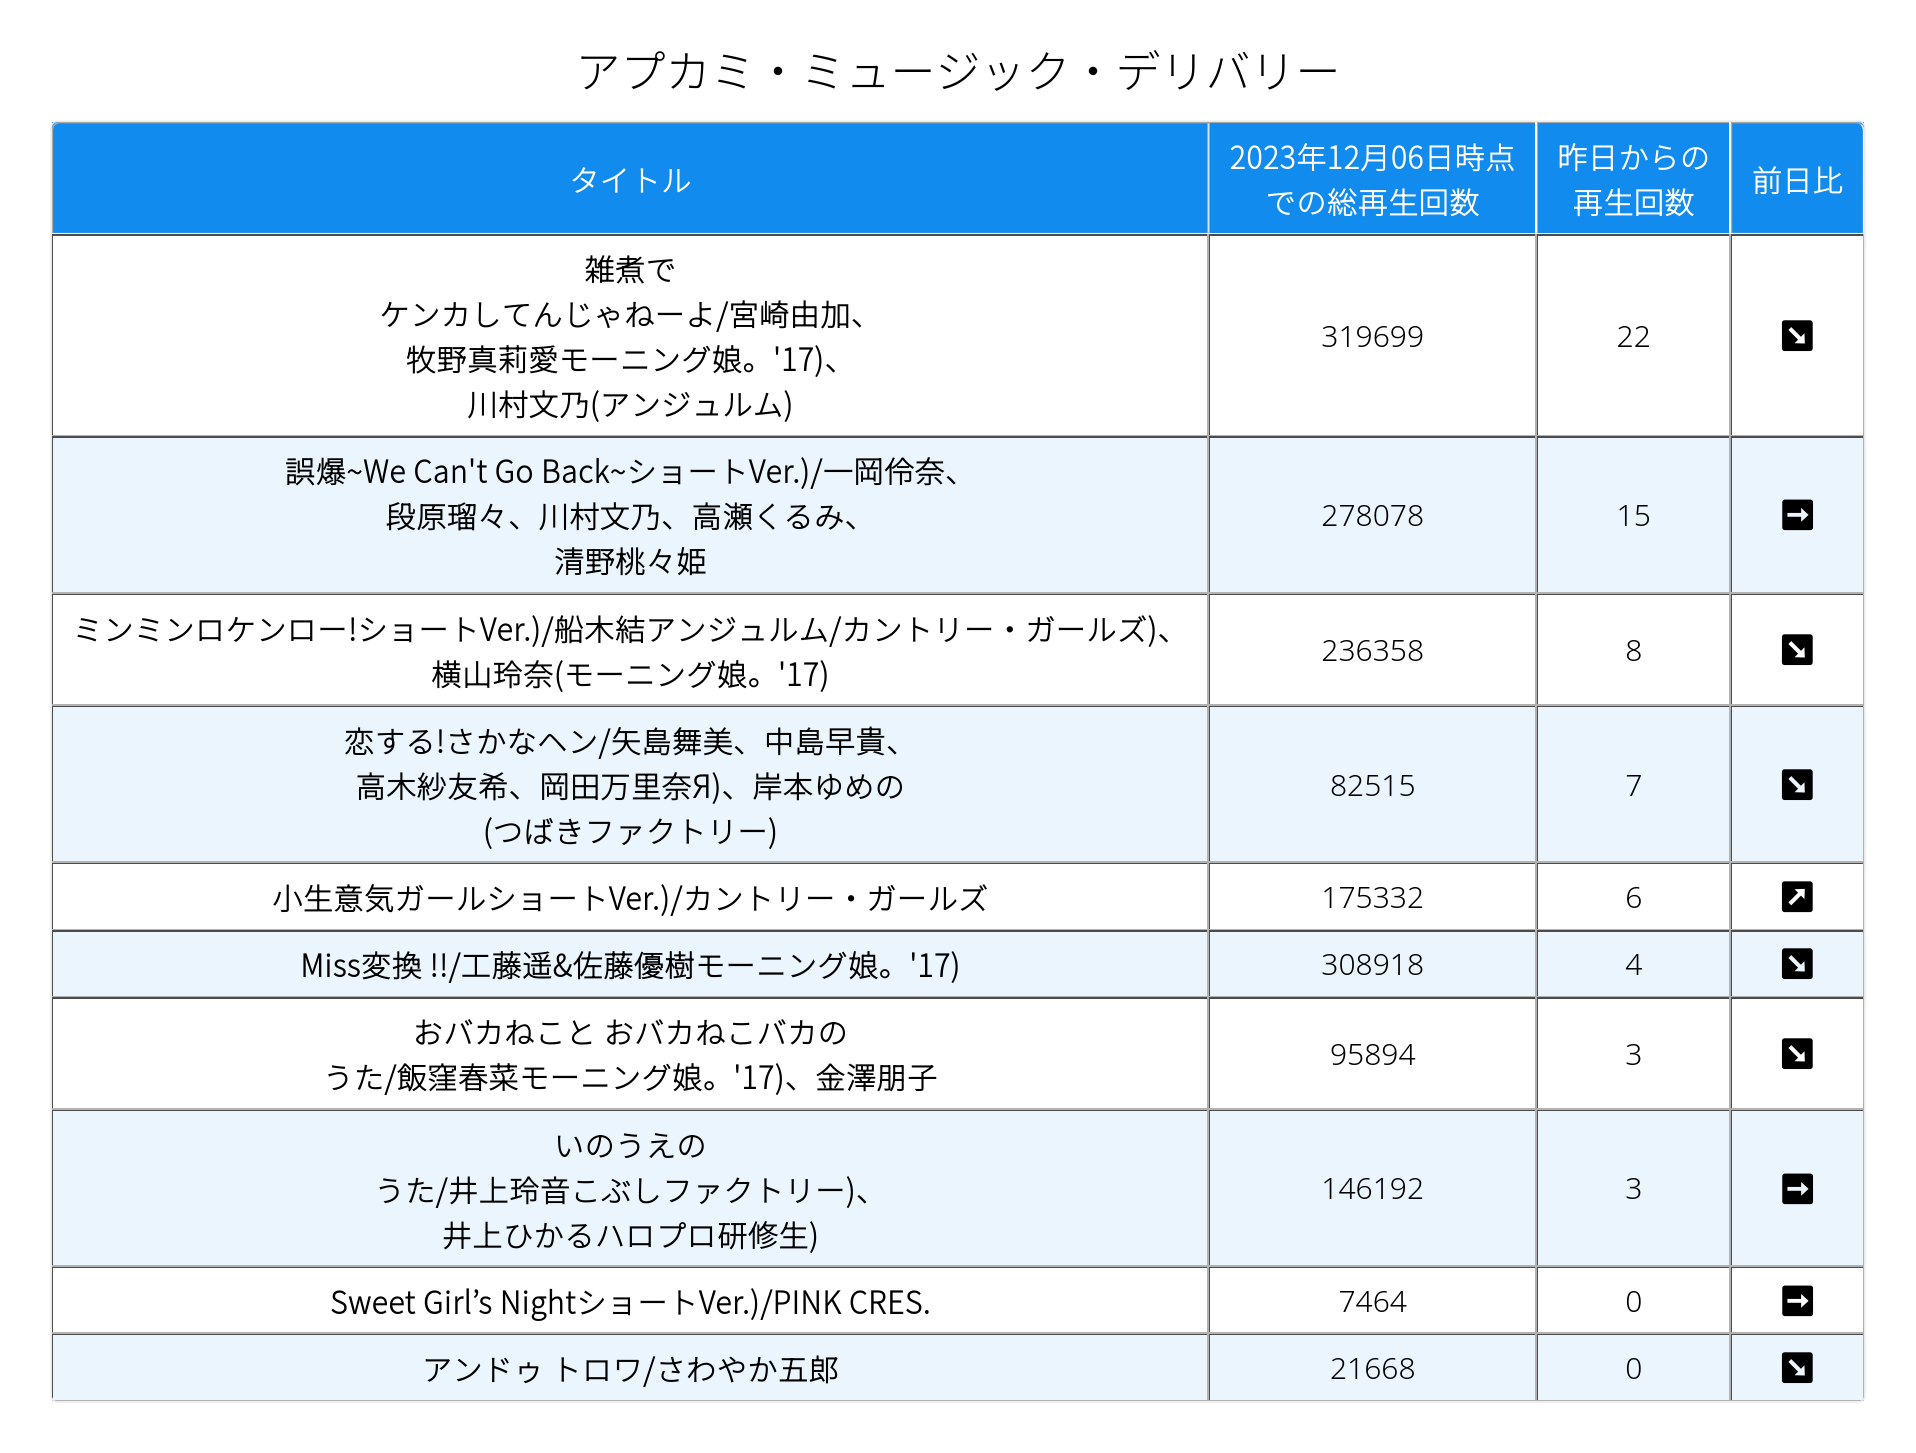 アプカミ・ミュージック・デリバリー
タイトル
2023年12月06日時点
での総再生回数
昨日からの
再生回数
前日比
雑煮で
ケンカしてんじゃねーよ/宮崎由加、
牧野真莉愛モーニング娘。'17)、
川村文乃(アンジュルム)
319699
22
誤爆~We Can't Go Back~ショートVer.)/一岡伶奈、
段原瑠々、川村文乃、高瀬くるみ、
清野桃々姫
278078
15
ミンミンロケンロー!ショートVer.)/船木結アンジュルム/カントリー・ガールズ)、
横山玲奈(モーニング娘。'17)
236358
8
恋する!さかなヘン/矢島舞美、中島早貴、
高木紗友希、岡田万里奈Я)、岸本ゆめの
(つばきファクトリー)
82515
7
小生意気ガールショートVer.)/カントリー・ガールズ
175332
6
Miss変換 !!/工藤遥&佐藤優樹モーニング娘。'17)
308918
4
おバカねこと おバカねこバカの
うた/飯窪春菜モーニング娘。'17)、金澤朋子
95894
3
いのうえの
うた/井上玲音こぶしファクトリー)、
井上ひかるハロプロ研修生)
146192
3
Sweet Girl’s NightショートVer.)/PINK CRES.
7464
0
アンドゥ トロワ/さわやか五郎
21668
0